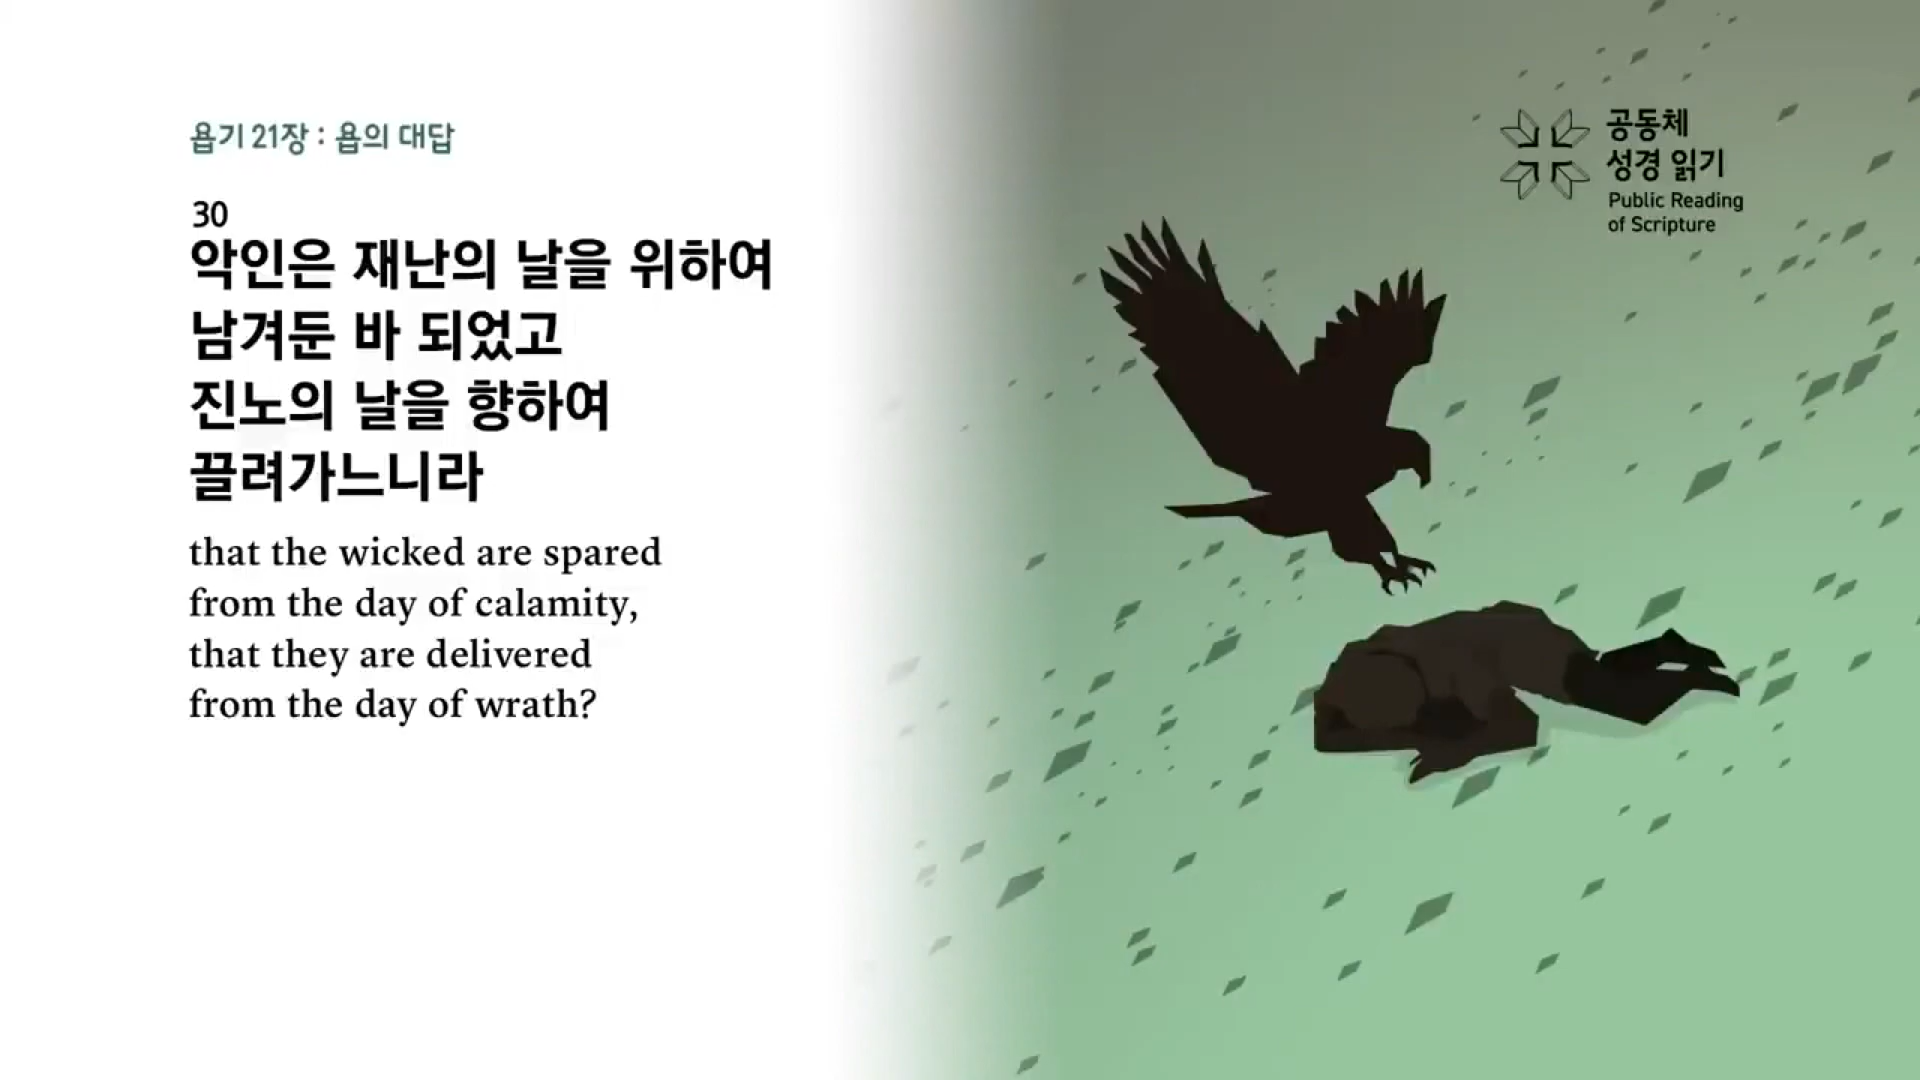 욥기 21장 : 욥의 대답
30
악인은 재난의 날을 위하여
남겨둔 바 되었고
진노의 날을 향하여
끌려가느니라
that the wicked are spared
from the day of calamity,
that they are delivered
from the day of wrath?
공동체
성경 읽기
Public Reading
of Scripture